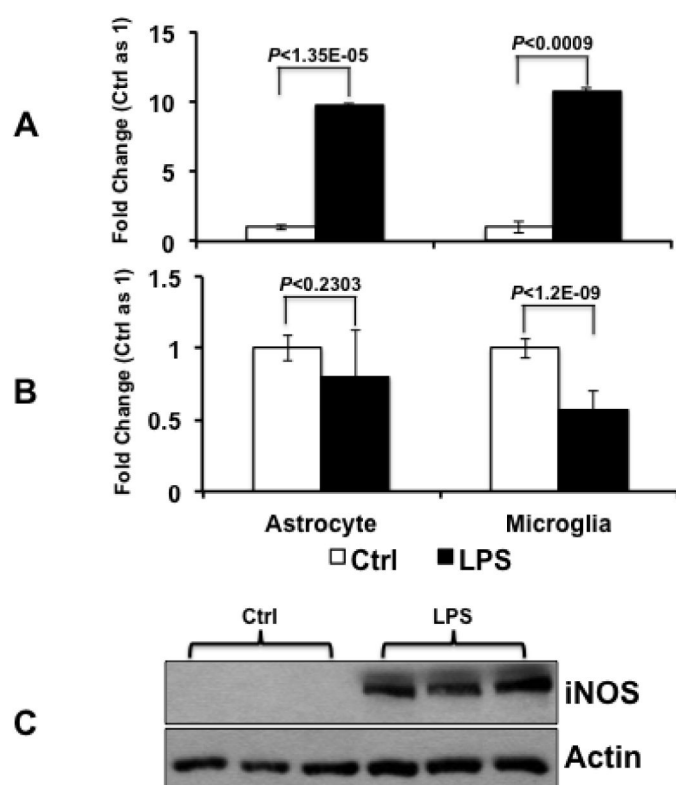 A
Fold Change (Ctrl as 1)
15
10
5
0
P<1.35E-05
P<0.0009
B
Fold Change (Ctrl as 1)
1.5
1
0.5
0
P<0.2303
P<1.2E-09
Astrocyte
Microglia
Ctrl
LPS
C
Ctrl
LPS
iNOS
Actin